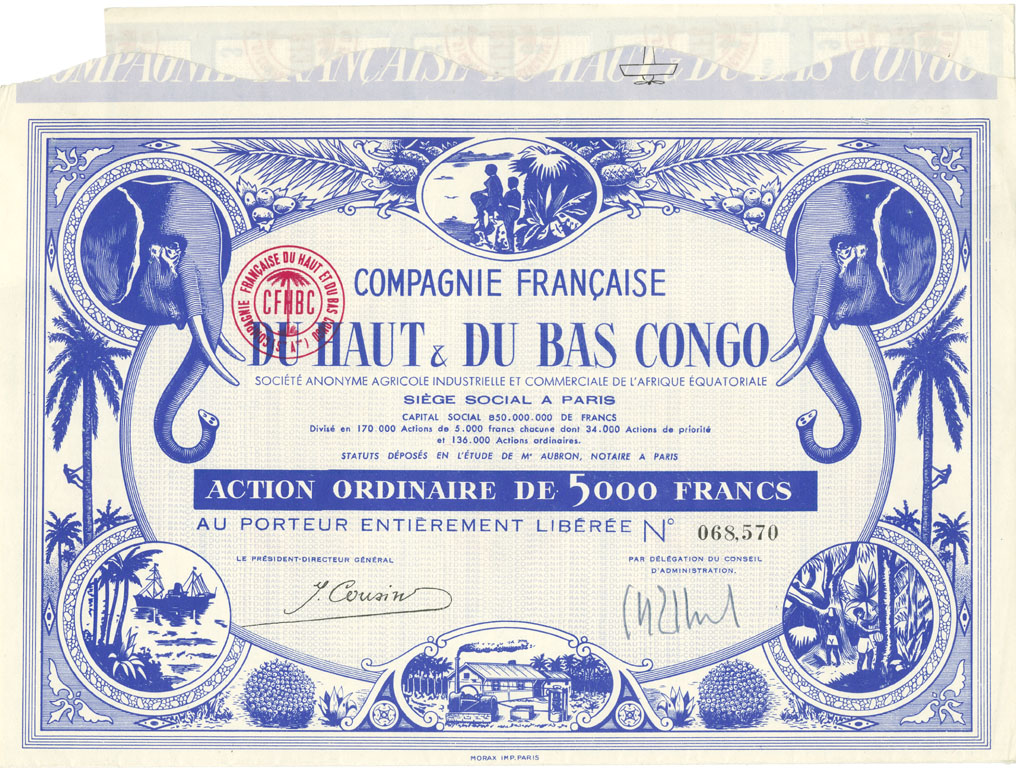 COMPAGNIE FRANÇAISE DU HAUT & DU BAS CONGO
COMPAGNIE FRANÇAISE DU HAUT ET DU BAS CONGO
CFHBC
(Sté Ame)
COMPAGNIE FRANÇAISE
DU HAUT & DU BAS CONGO
SOCIÉTÉ ANONYME AGRICOLE INDUSTRIELLE ET COMMERCIALE DE L'AFRIQUE ÉQUATORIALE
SIÈGE SOCIAL A PARIS
CAPITAL SOCIAL 850.000.000 DE FRANCS
Divisé en 170.000 Actions de 5.000 francs chacune dont 34.000 Actions de priorité
et 136.000 Actions ordinaires.
STATUTS DÉPOSÉS EN L'ÉTUDE DE Me AUBRON, NOTAIRE A PARIS
ACTION ORDINAIRE DE 5000 FRANCS
AU PORTEUR ENTIÈREMENT LIBÉRÉE N° 068,570
LE PRÉSIDENT-DIRECTEUR GÉNÉRAL
PAR DÉLÉGATION DU CONSEIL
D'ADMINISTRATION.
J. Cousin
MORAX IMP. PARIS